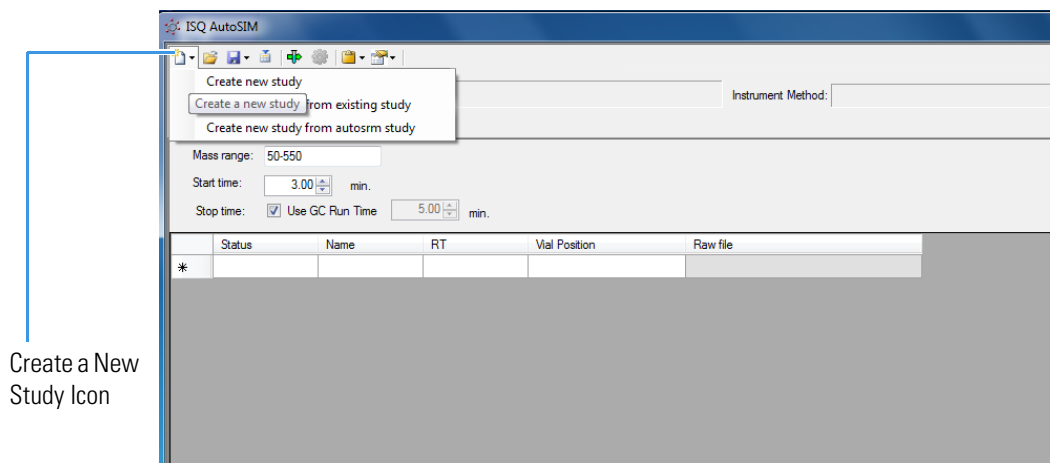 ISQ AutoSIM
Create new study
Create a new study from existing study
Create new study from autosrm study
Instrument Method:
Mass range: 50-550
Start time: 3.00 min.
Stop time: Use GC Run Time 5.00 min.
Status Name RT Vial Position Raw file
*
Create a New
Study Icon